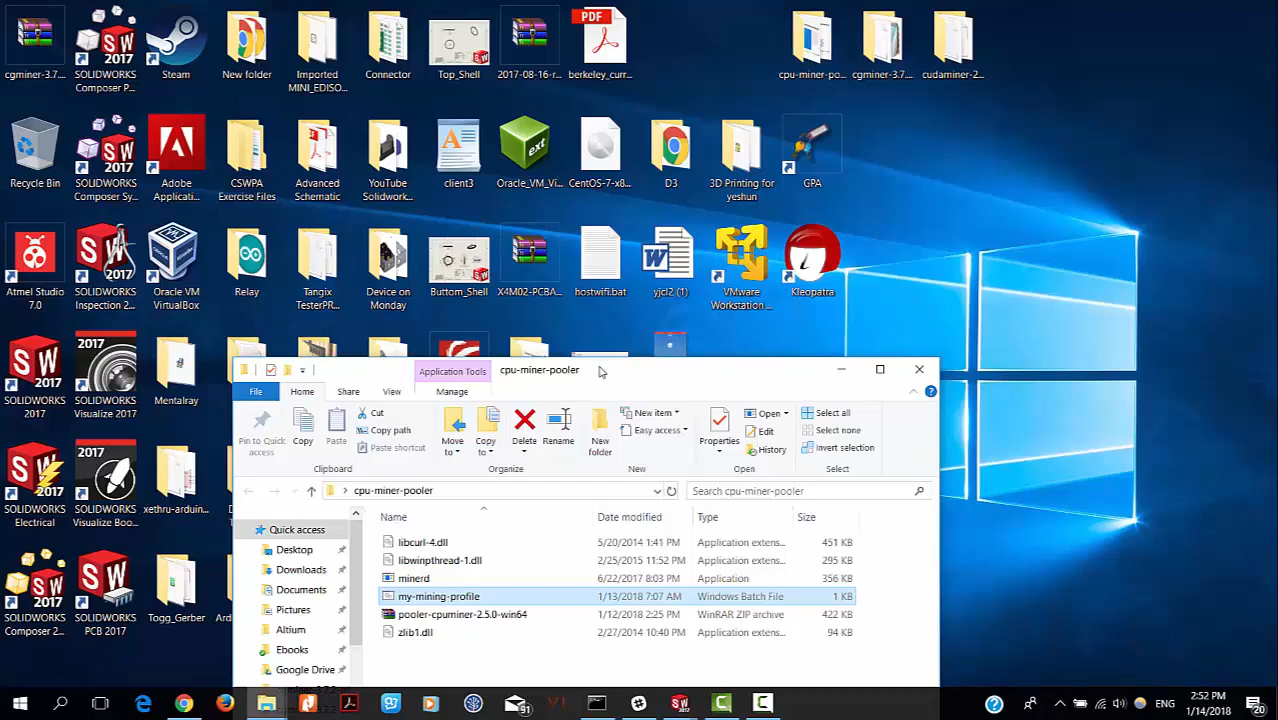 cgminer-3.7....
SOLIDWORKS Composer P...
Steam
New folder
Imported MINI_EDISO...
Connector
Top_Shell
2017-08-16-r...
PDF
berkeley_curr...
cpu-miner-po...
cgminer-3.7...
cudaminer-2...
Recycle Bin
SOLIDWORKS Composer Sy...
Adobe Applicati...
CSWPA Exercise Files
Advanced Schematic
YouTube Solidwork...
client3
ext
Oracle_VM_Vi...
CentOS-7-x8...
D3
3D Printing for yeshun
GPA
Atmel Studio 7.0
SOLIDWORKS Inspection 2...
Oracle VM VirtualBox
Relay
Tangix TesterPR...
Device on Monday
Buttom_Shell
X4M02-PCBA...
hostwifi.bat
yjcl2 (1)
VMware Workstation ...
Kleopatra
SW 2017
2017
SOLIDWORKS 2017
SOLIDWORKS Visualize 2017
Mentalray
SOLIDWORKS Electrical
2017
SOLIDWORKS Visualize Boo...
xethru-arduin...
SOLIDWORKS Composer 2...
SOLIDWORKS PCB 2017
Togg_Gerber
Application Tools
cpu-miner-pooler
File
Home
Share
View
Manage
Pin to Quick access
Copy
Paste
Cut
Copy path
Paste shortcut
Clipboard
Move to
Copy to
Delete
Rename
Organize
New folder
New item
Easy access
New
Properties
Open
Edit
History
Open
Select all
Select none
Invert selection
Select
cpu-miner-pooler
Search cpu-miner-pooler
Quick access
Desktop
Downloads
Documents
Pictures
Altium
Ebooks
Google Drive
Name Date modified Type Size
libcurl-4.dll 5/20/2014 1:41 PM Application extens... 451 KB
libwinpthread-1.dll 2/25/2015 11:52 PM Application extens... 295 KB
minerd 6/22/2017 8:03 PM Application 356 KB
my-mining-profile 1/13/2018 7:07 AM Windows Batch File 1 KB
pooler-cpuminer-2.5.0-win64 1/12/2018 2:25 PM WinRAR ZIP archive 422 KB
zlib1.dll 2/27/2014 10:40 PM Application extens... 94 KB
91
ENG
2:52 PM
1/14/2018
20